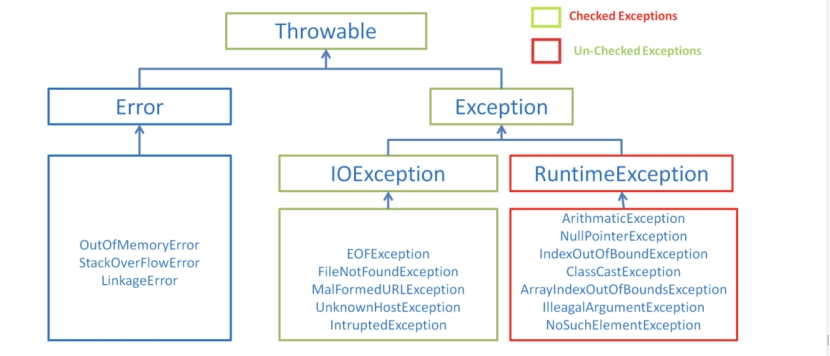 Throwable
Checked Exceptions
Un-Checked Exceptions
Error
Exception
IOException
RuntimeException
OutOfMemoryError
StackOverFlowError
LinkageError
EOFException
FileNotFoundException
MalFormedURLException
UnknownHostException
IntruptedException
ArithmaticException
NullPointerException
IndexOutOfBoundException
ClassCastException
ArrayIndexOutOfBoundsException
IlleagalArgumentException
NoSuchElementException